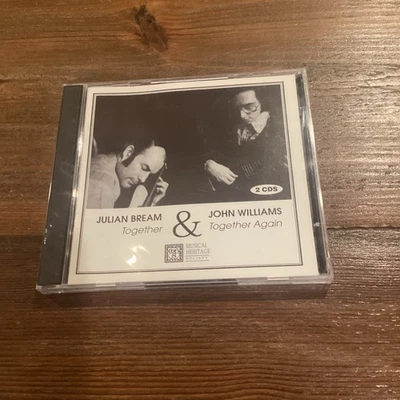 2 CDS
JULIAN BREAM & JOHN WILLIAMS
Together Together Again
MUSICAL
HERITAGE
SOCIETY